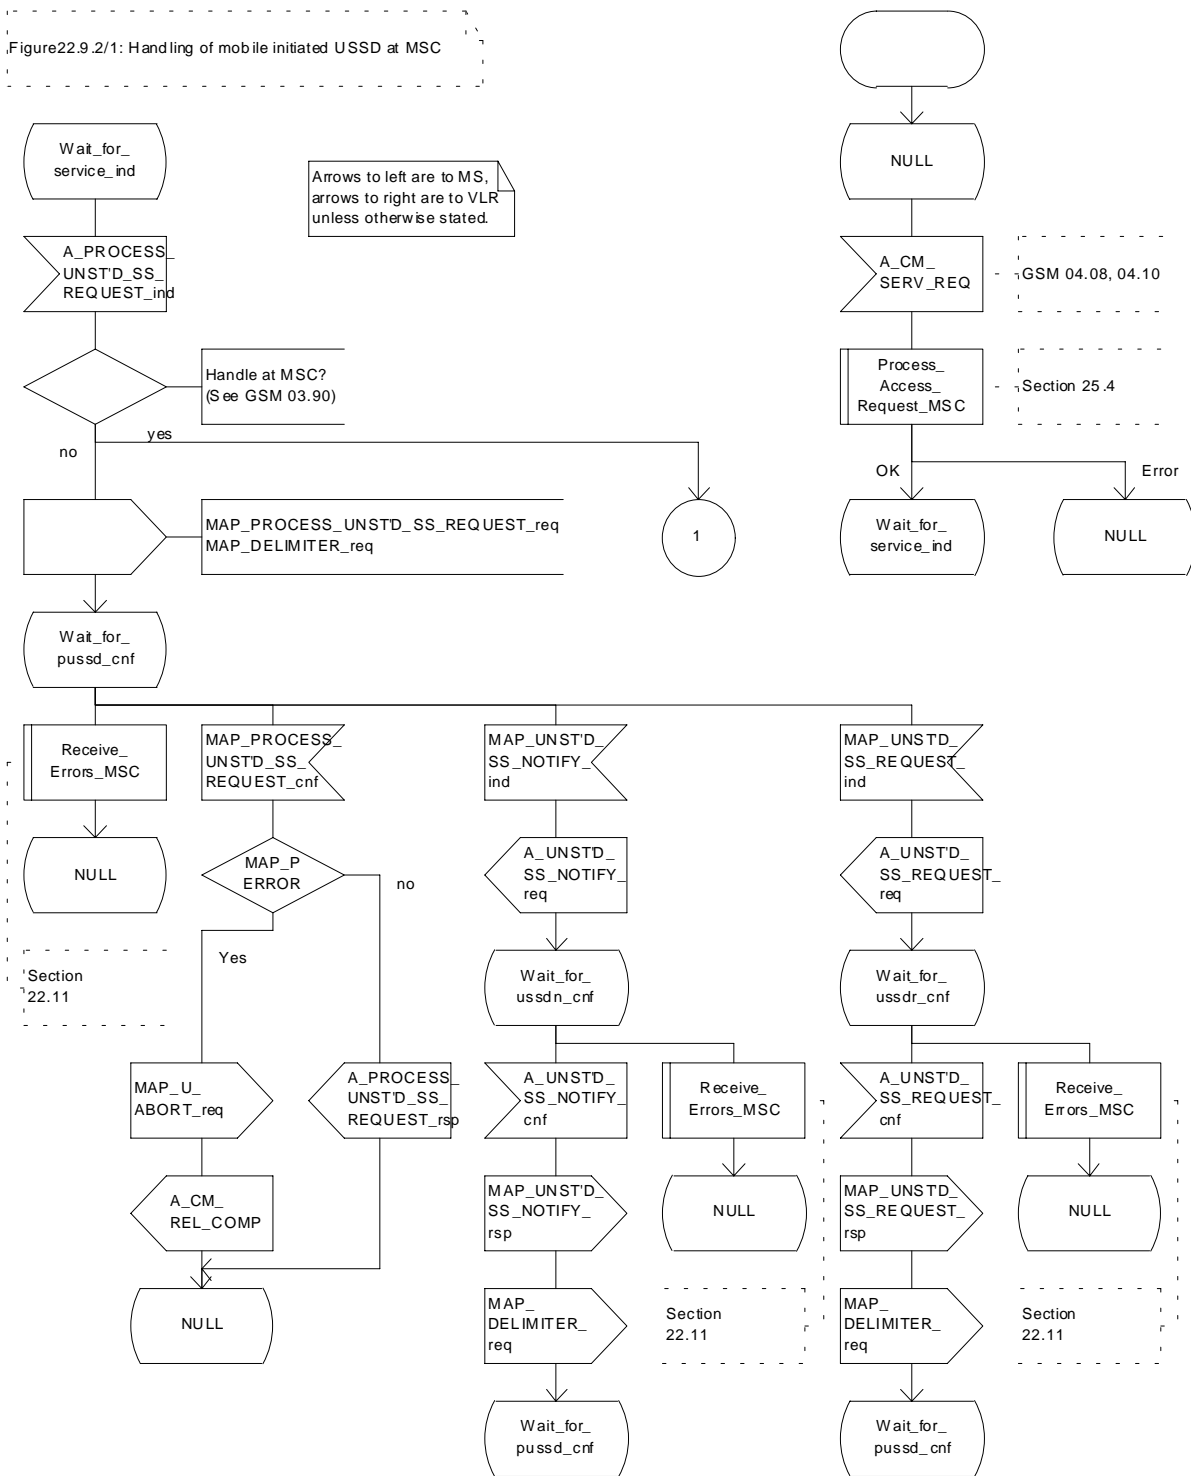 Figure22.9.2/1: Handling of mobile initiated USSD at MSC
Wait_for_
service_ind
Arrows to left are to MS,
arrows to right are to VLR
unless otherwise stated.
NULL
A_PROCESS_
UNST'D_SS_
REQUEST_ind
A_CM_
SERV_REQ
GSM 04.08, 04.10
Handle at MSC?
(See GSM 03.90)
Process_
Access_
Request_MSC
Section 25.4
yes
no
OK
Error
MAP_PROCESS_UNST'D_SS_REQUEST_req
MAP_DELIMITER_req
1
Wait_for_
service_ind
NULL
Wait_for_
pussd_cnf
Receive_
Errors_MSC
MAP_PROCESS_
UNST'D_SS_
REQUEST_cnf
MAP_UNST'D_
SS_NOTIFY_
ind
MAP_UNST'D_
SS_REQUEST_
ind
NULL
MAP_P
ERROR
no
A_UNST'D_
SS_NOTIFY_
req
A_UNST'D_
SS_REQUEST_
req
Yes
Section
22.11
Wait_for_
ussdn_cnf
Wait_for_
ussdr_cnf
MAP_U_
ABORT_req
A_PROCESS_
UNST'D_SS_
REQUEST_rsp
A_UNST'D_
SS_NOTIFY_
cnf
Receive_
Errors_MSC
A_UNST'D_
SS_REQUEST_
cnf
Receive_
Errors_MSC
A_CM_
REL_COMP
MAP_UNST'D_
SS_NOTIFY_
rsp
NULL
MAP_UNST'D_
SS_REQUEST_
rsp
NULL
NULL
MAP_
DELIMITER_
req
Section
22.11
MAP_
DELIMITER_
req
Section
22.11
Wait_for_
pussd_cnf
Wait_for_
pussd_cnf